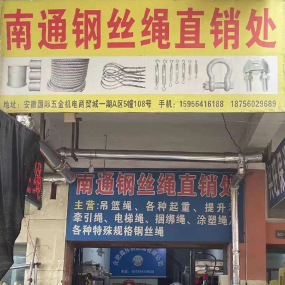 南通钢丝绳直销处
地址：安徽国际五金机电商贸城一期A区5幢108号 手机：15956416188 18756029689
南通钢丝绳直销处
主营：吊篮绳、各种起重、提升
牵引绳、电梯绳、捆绑绳、涂塑绳
各种特殊规格钢丝绳